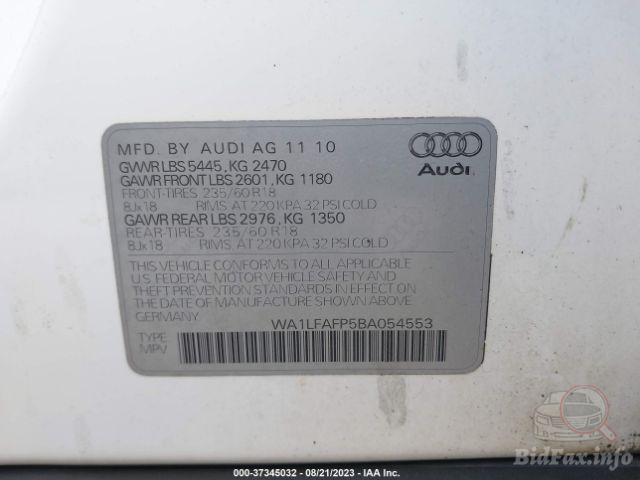 MFD. BY AUDI AG 11 10
GVWR LBS 5445, KG 2470
GAWR FRONT LBS 2601, KG 1180
FRONT-TIRES 235/60 R18
8Jx18 RIMS AT 220 KPA 32 PSI COLD
GAWR REAR LBS 2976, KG 1350
REAR-TIRES 235/60 R18
8Jx18 RIMS AT 220 KPA 32 PSI COLD
Audi
THIS VEHICLE CONFORMS TO ALL APPLICABLE
U.S. FEDERAL MOTOR VEHICLE SAFETY AND
THEFT PREVENTION STANDARDS IN EFFECT ON THE
DATE OF MANUFACTURE SHOWN ABOVE.
GERMANY
WA1LFAFP5BA054553
TYPE
MPV
BidFax.info
000-37345032 - 08/21/2023 - IAA Inc.